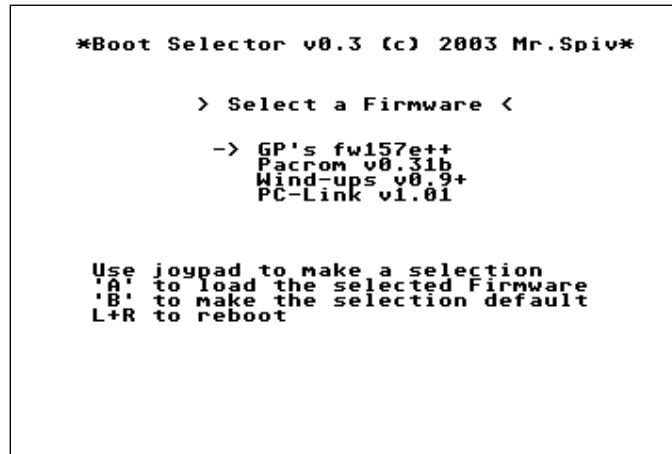 *Boot Selector v0.3 (c) 2003 Mr.Spiv*
> Select a Firmware <
-> GP's fw157e++
Pacrom v0.31b
Wind-ups v0.9+
PC-Link v1.01
Use joypad to make a selection
'A' to load the selected Firmware
'B' to make the selection default
L+R to reboot